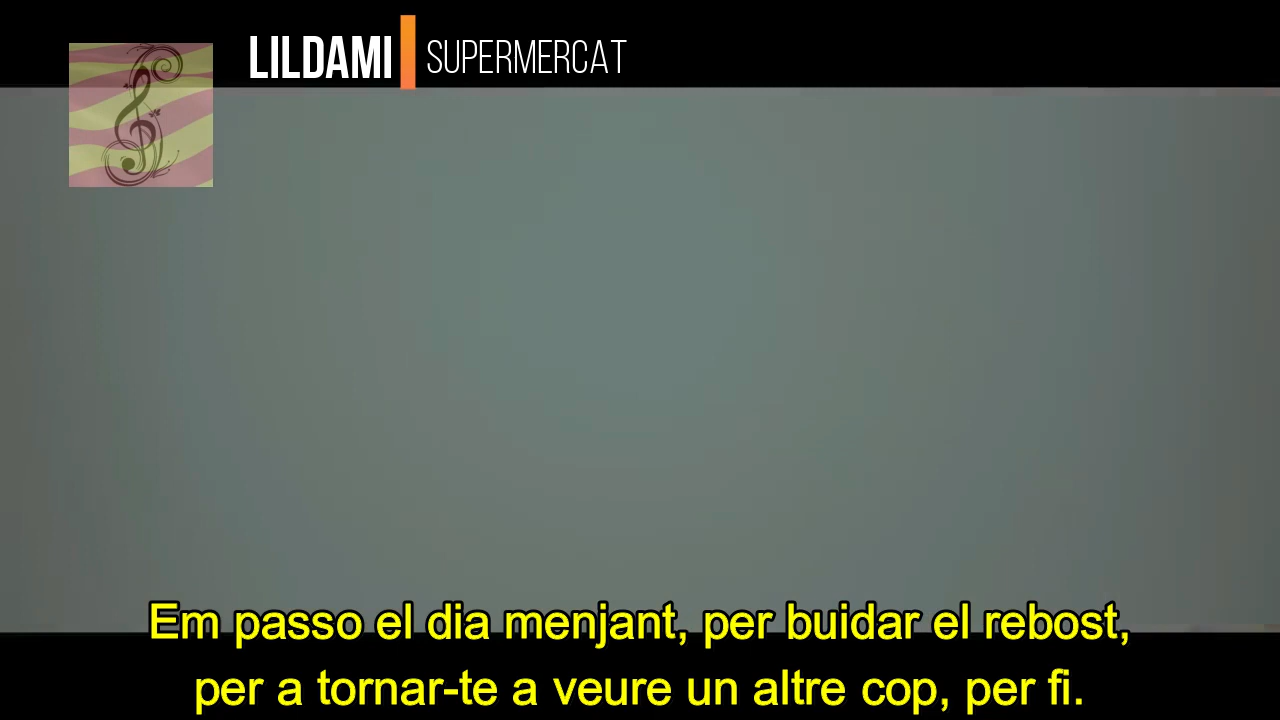 LILDAMI SUPERMERCAT
Em passo el dia menjant, per buidar el rebost,
per a tornar-te a veure un altre cop, per fi.